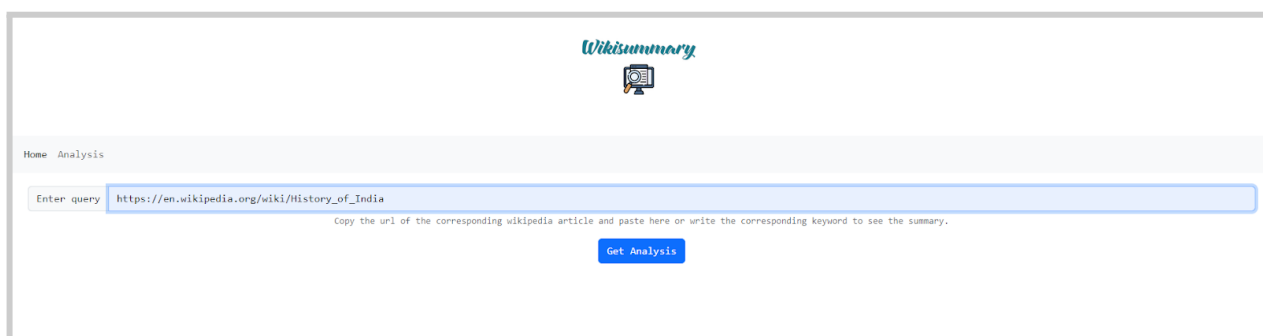 Wikisummary
Home Analysis
Enter query https://en.wikipedia.org/wiki/History_of_India
Copy the url of the corresponding wikipedia article and paste here or write the corresponding keyword to see the summary.
Get Analysis